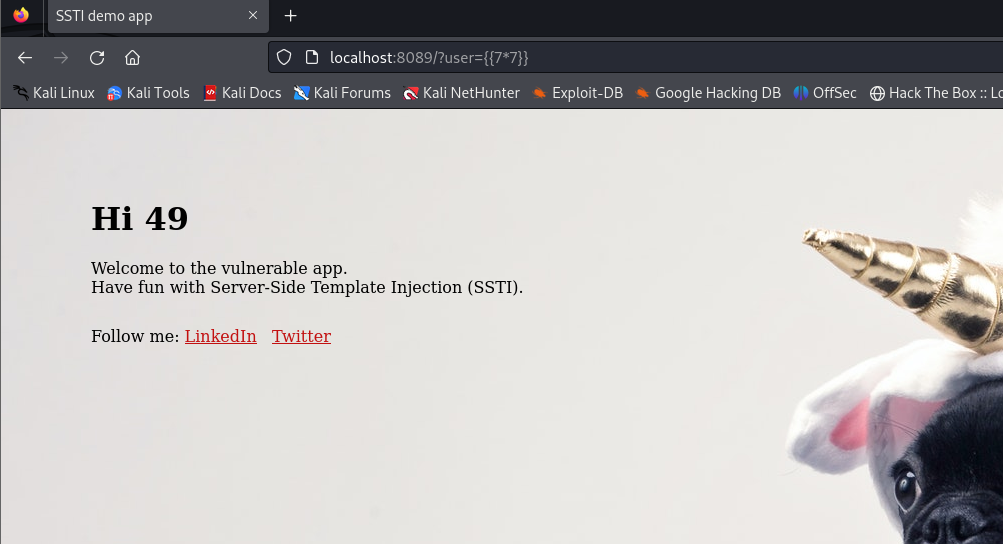 SSTI demo app
localhost:8089/?user={{7*7}}
Kali Linux Kali Tools Kali Docs Kali Forums Kali NetHunter Exploit-DB Google Hacking DB OffSec Hack The Box ::
Hi 49
Welcome to the vulnerable app.
Have fun with Server-Side Template Injection (SSTI).
Follow me: LinkedIn Twitter